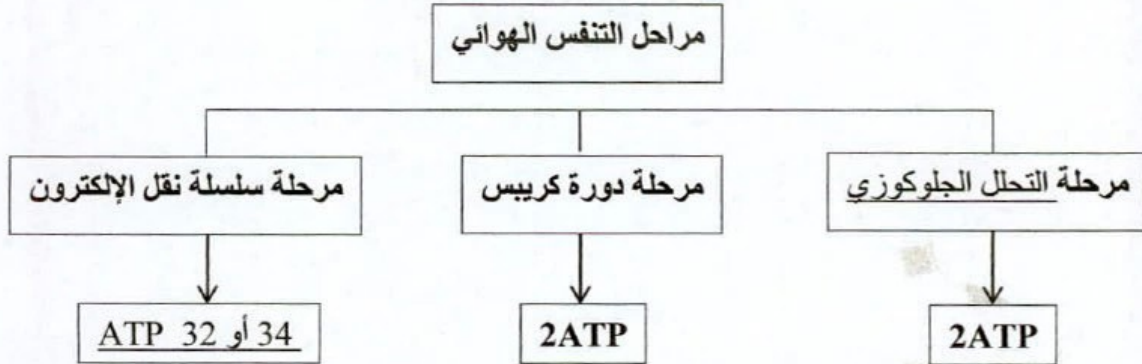 مراحل التنفس الهوائي
مرحلة التحلل الجلوكوزي
مرحلة دورة كريبس
مرحلة سلسلة نقل الإلكترون
2ATP
2ATP
34 أو 32 ATP